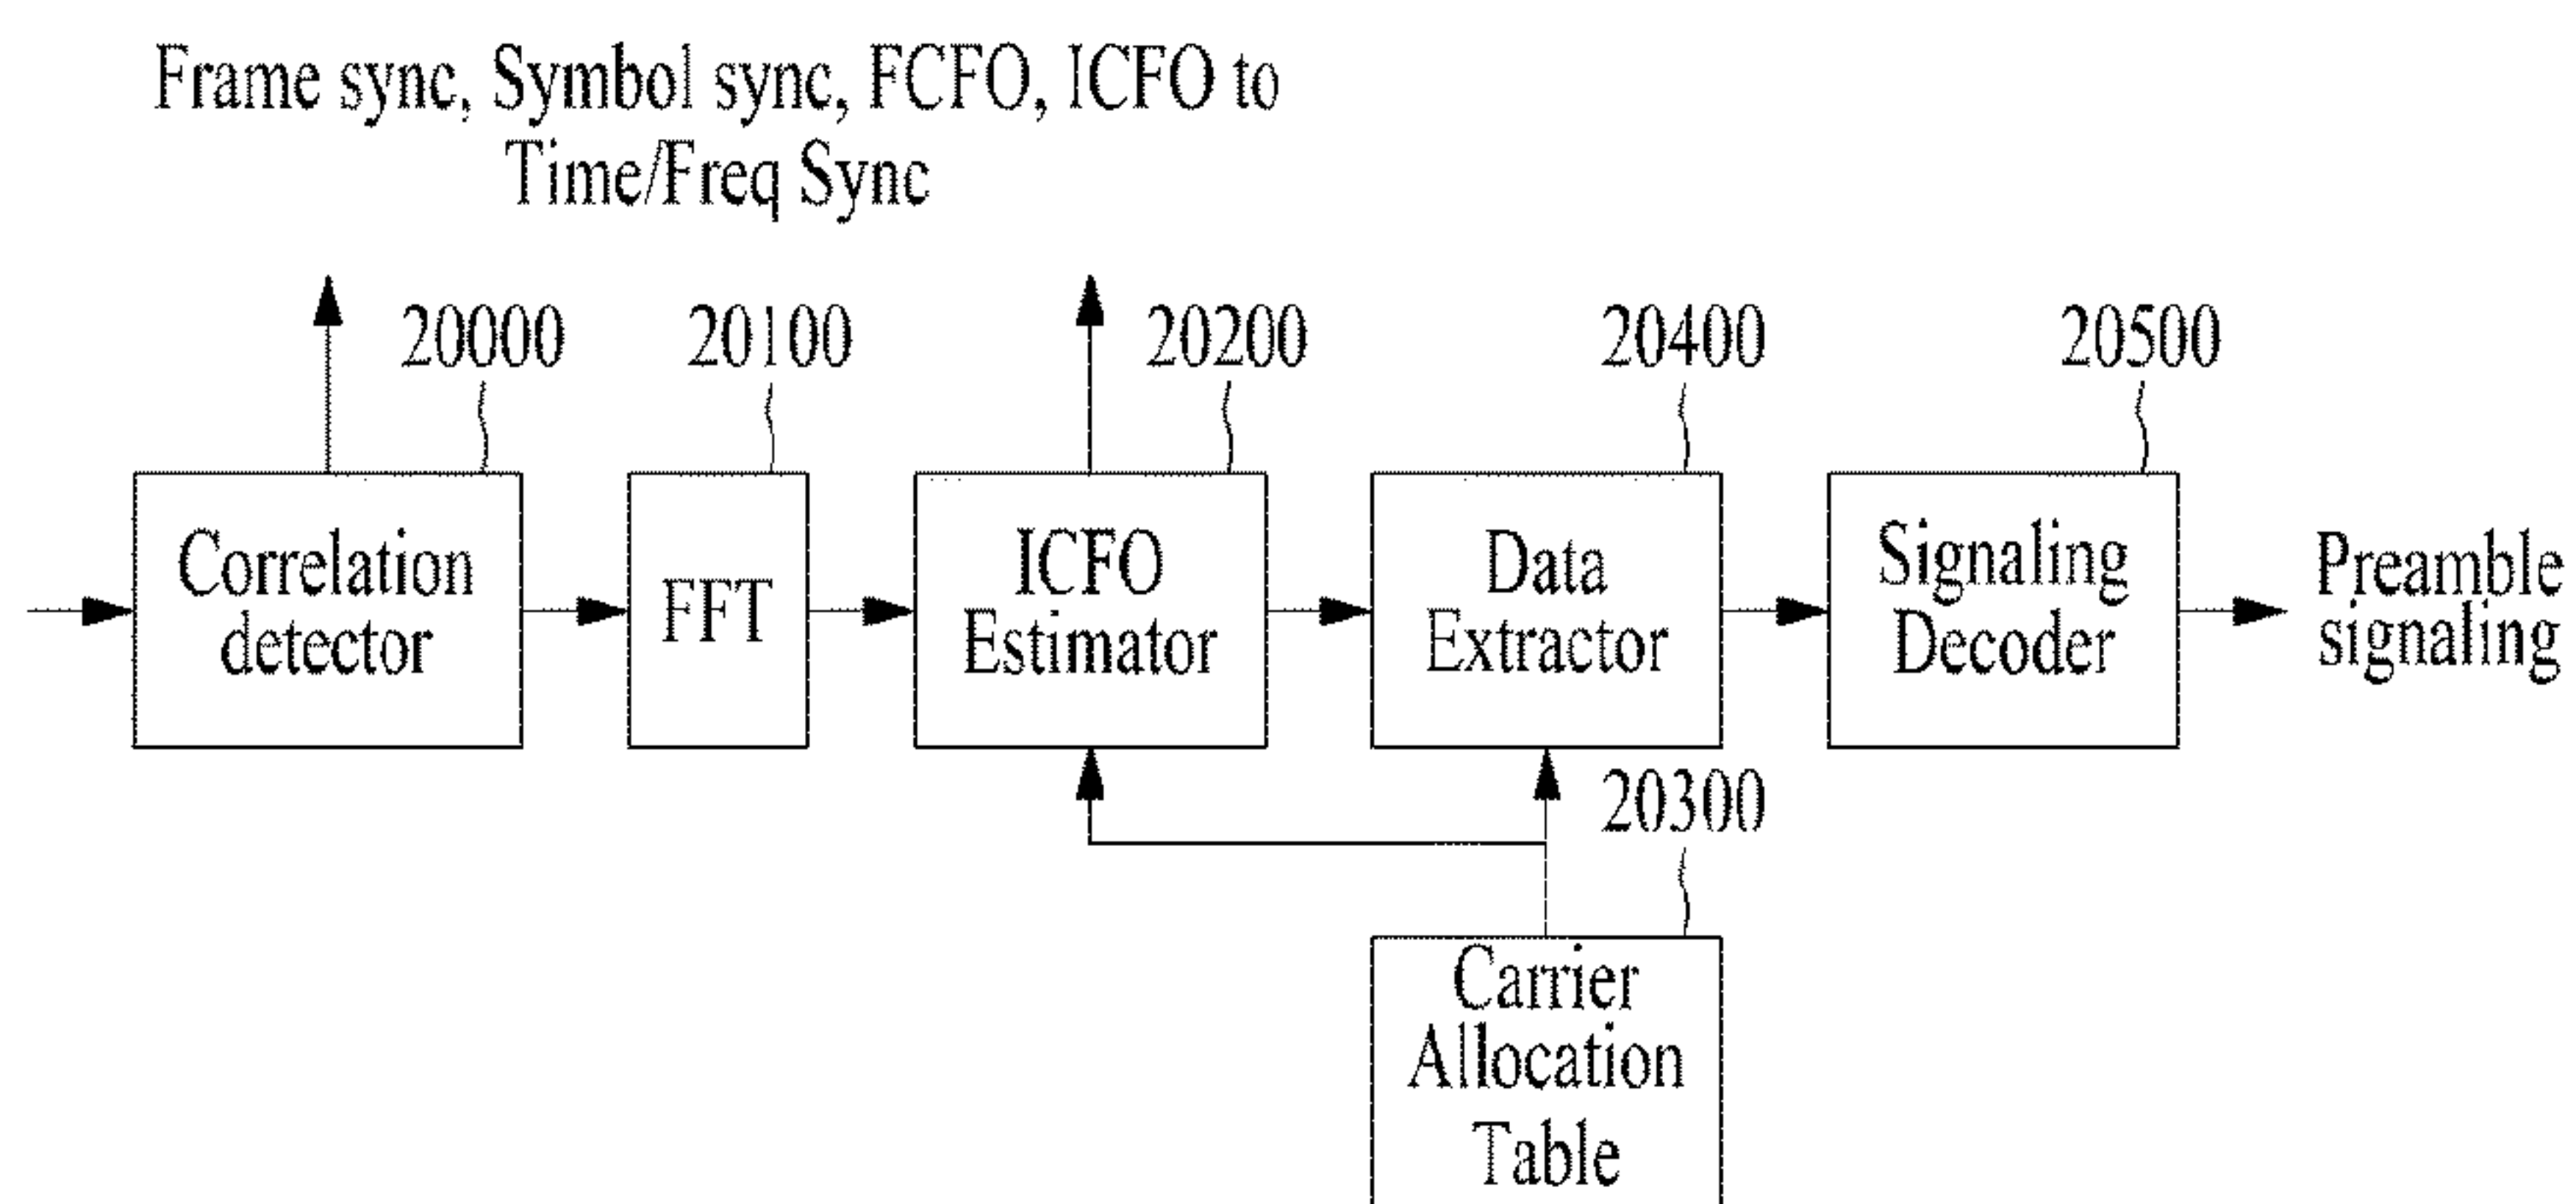 Frame sync, Symbol sync, FCFO, ICFO to
Time/Freq Sync
20000
20100
20200
20400
20500
Correlation
detector
FFT
ICFO
Estimator
Data
Extractor
Signaling
Decoder
Preamble
signaling
20300
Carrier
Allocation
Table